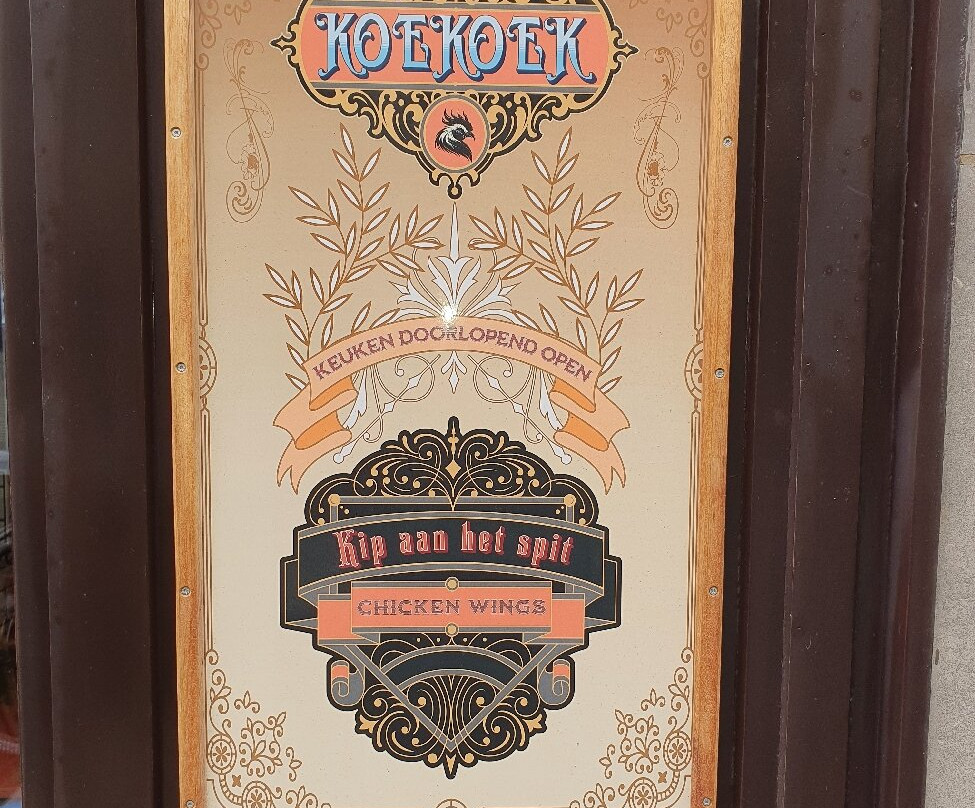 KOEKOEK
KEUKEN DOORLOPEND OPEN
Kip aan het spit
CHICKEN WINGS